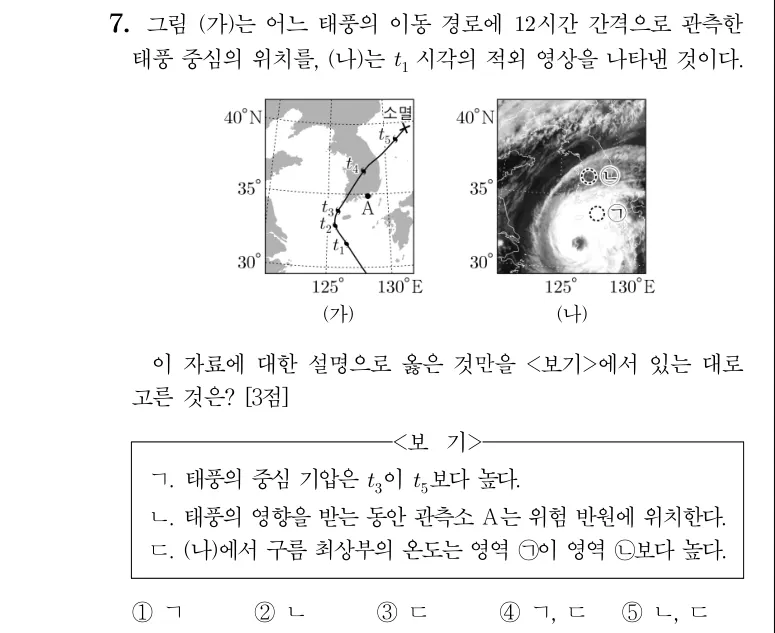 7. 그림 (가)는 어느 태풍의 이동 경로에 12시간 간격으로 관측한
태풍 중심의 위치를, (나)는 t₁ 시각의 적외 영상을 나타낸 것이다.
40°N
35°
30°
125°
130°E
소멸
t₅
t₄
A
t₃
t₂
t₁
(가)
40°N
35°
30°
125°
130°E
㉡
㉠
(나)
이 자료에 대한 설명으로 옳은 것만을 <보기>에서 있는 대로
고른 것은? [3점]
<보 기>
ㄱ. 태풍의 중심 기압은 t₃이 t₅보다 높다.
ㄴ. 태풍의 영향을 받는 동안 관측소 A는 위험 반원에 위치한다.
ㄷ. (나)에서 구름 최상부의 온도는 영역 ㉠이 영역 ㉡보다 높다.
① ㄱ ② ㄴ ③ ㄷ ④ ㄱ, ㄷ ⑤ ㄴ, ㄷ